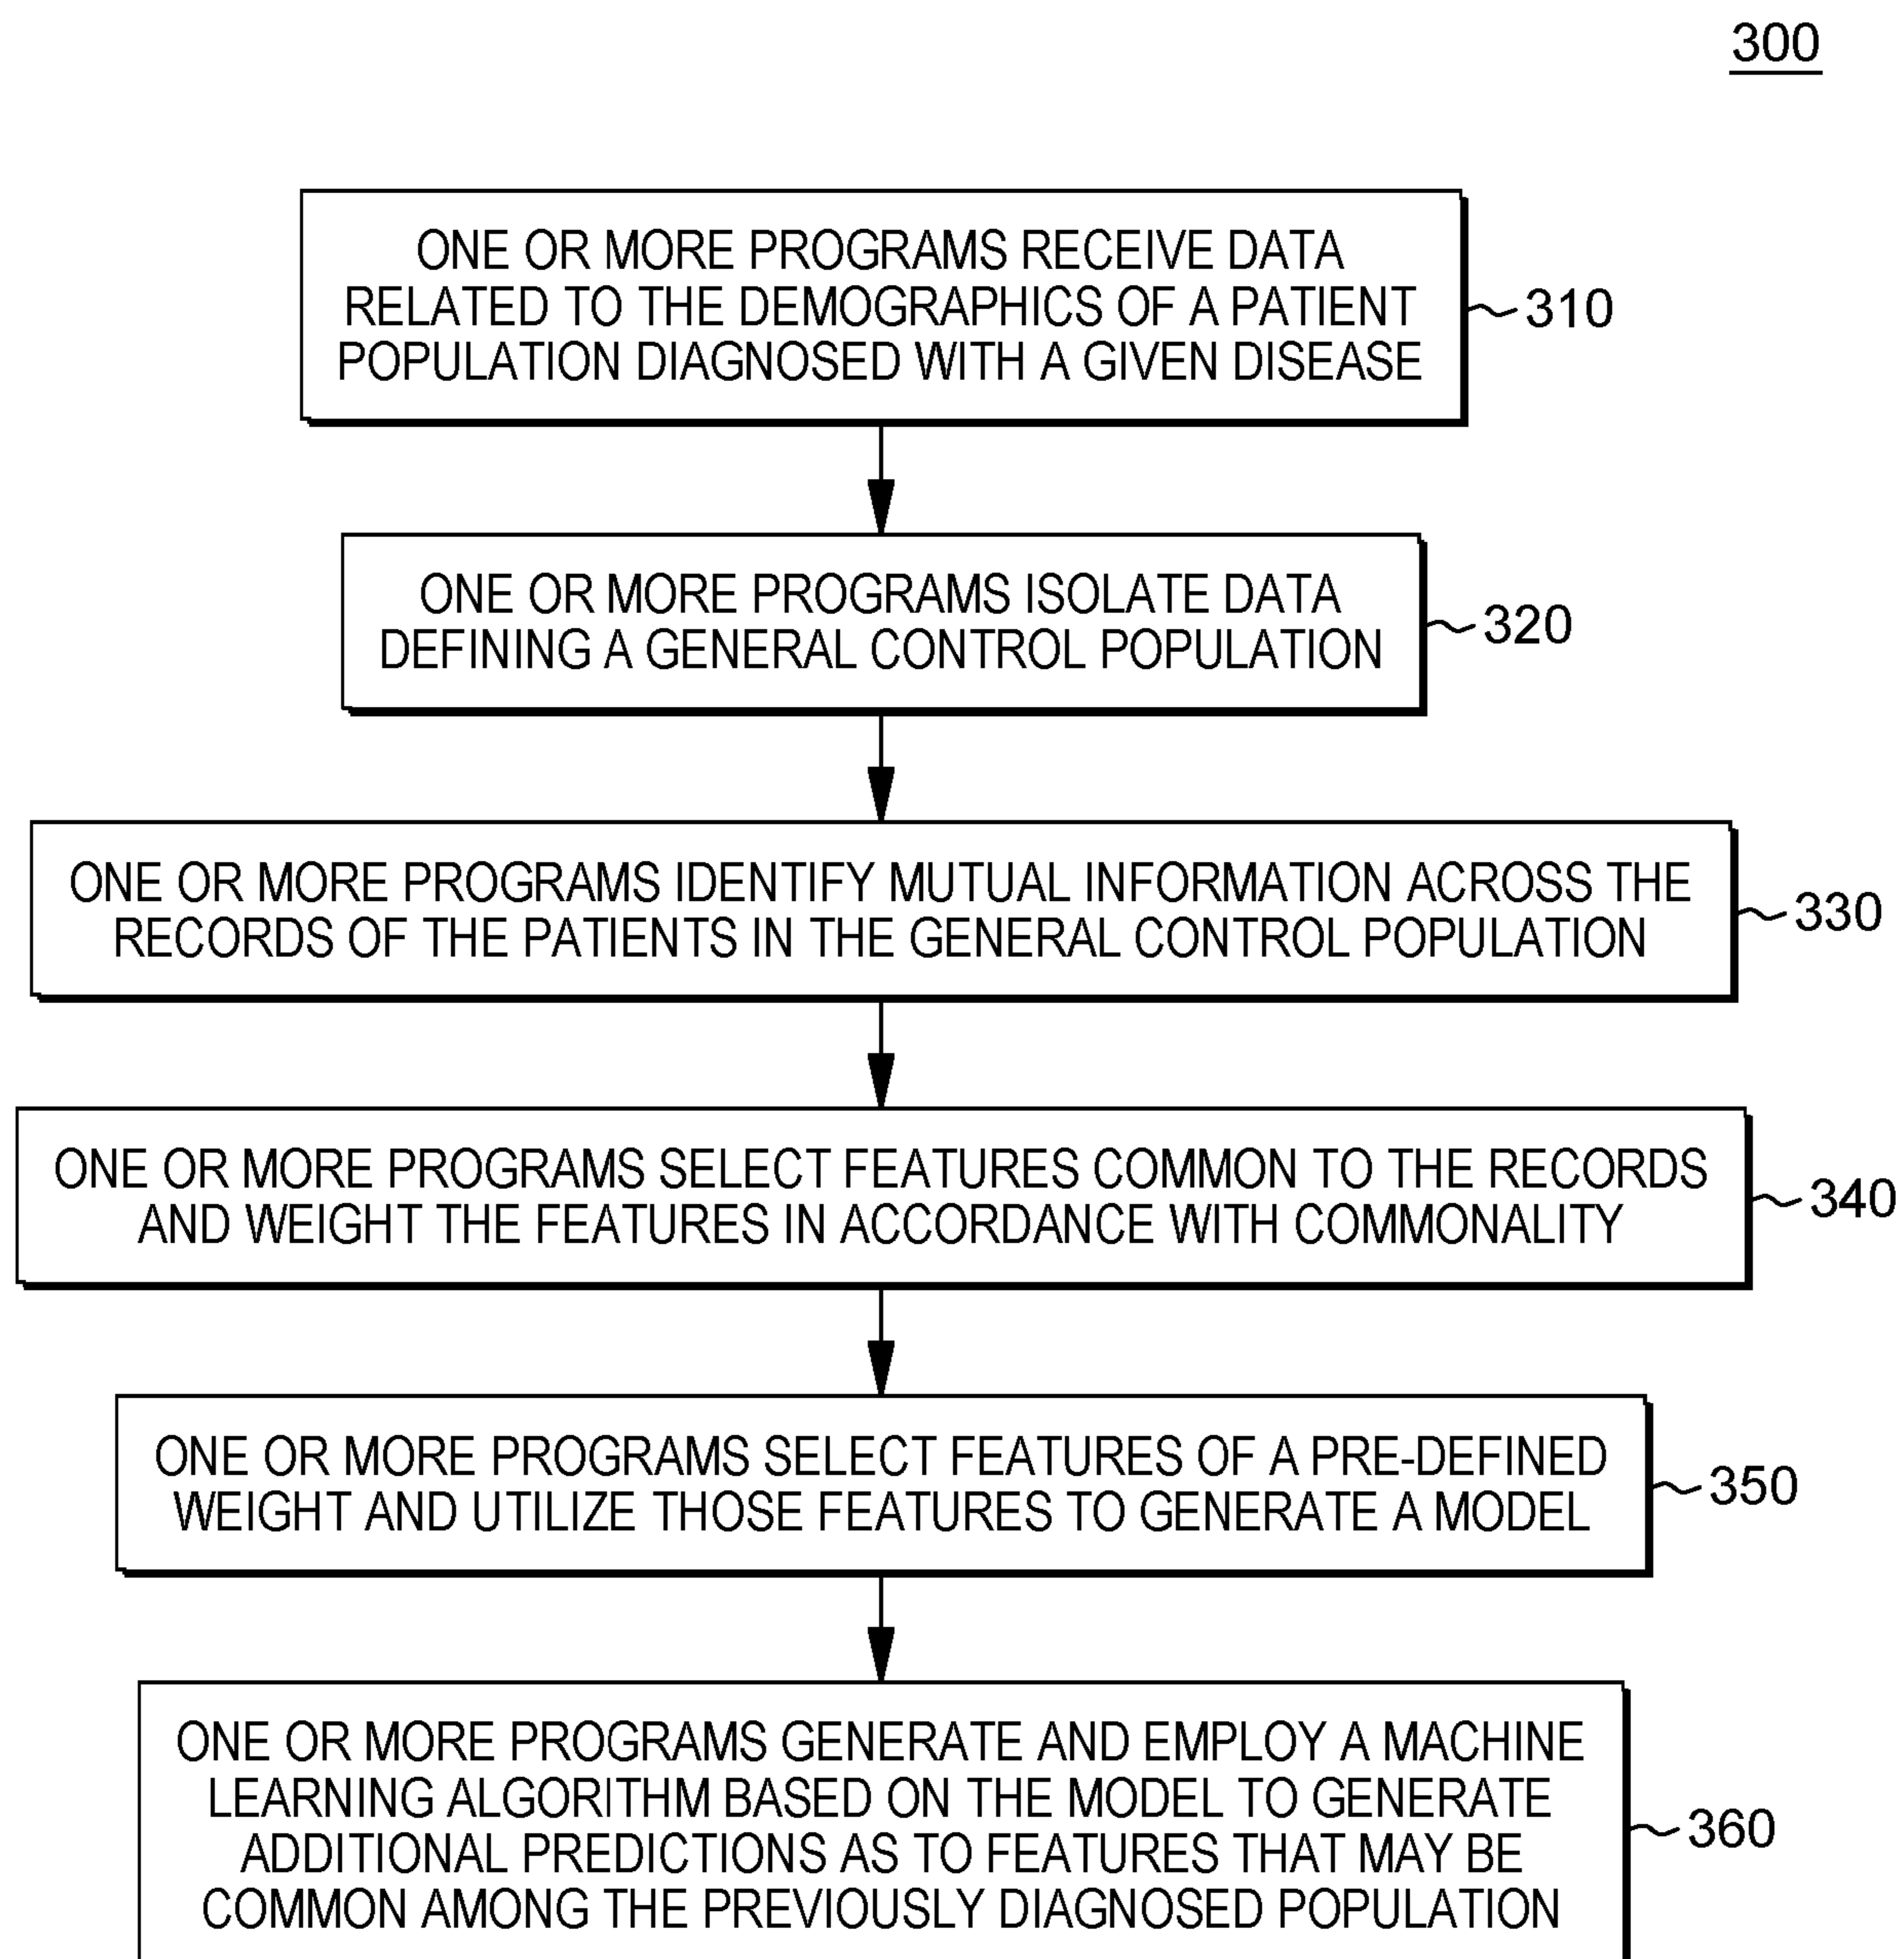 300
ONE OR MORE PROGRAMS RECEIVE DATA
RELATED TO THE DEMOGRAPHICS OF A PATIENT
POPULATION DIAGNOSED WITH A GIVEN DISEASE
310
ONE OR MORE PROGRAMS ISOLATE DATA
DEFINING A GENERAL CONTROL POPULATION
320
ONE OR MORE PROGRAMS IDENTIFY MUTUAL INFORMATION ACROSS THE
RECORDS OF THE PATIENTS IN THE GENERAL CONTROL POPULATION
330
ONE OR MORE PROGRAMS SELECT FEATURES COMMON TO THE RECORDS
AND WEIGHT THE FEATURES IN ACCORDANCE WITH COMMONALITY
340
ONE OR MORE PROGRAMS SELECT FEATURES OF A PRE-DEFINED
WEIGHT AND UTILIZE THOSE FEATURES TO GENERATE A MODEL
350
ONE OR MORE PROGRAMS GENERATE AND EMPLOY A MACHINE
LEARNING ALGORITHM BASED ON THE MODEL TO GENERATE
ADDITIONAL PREDICTIONS AS TO FEATURES THAT MAY BE
COMMON AMONG THE PREVIOUSLY DIAGNOSED POPULATION
360